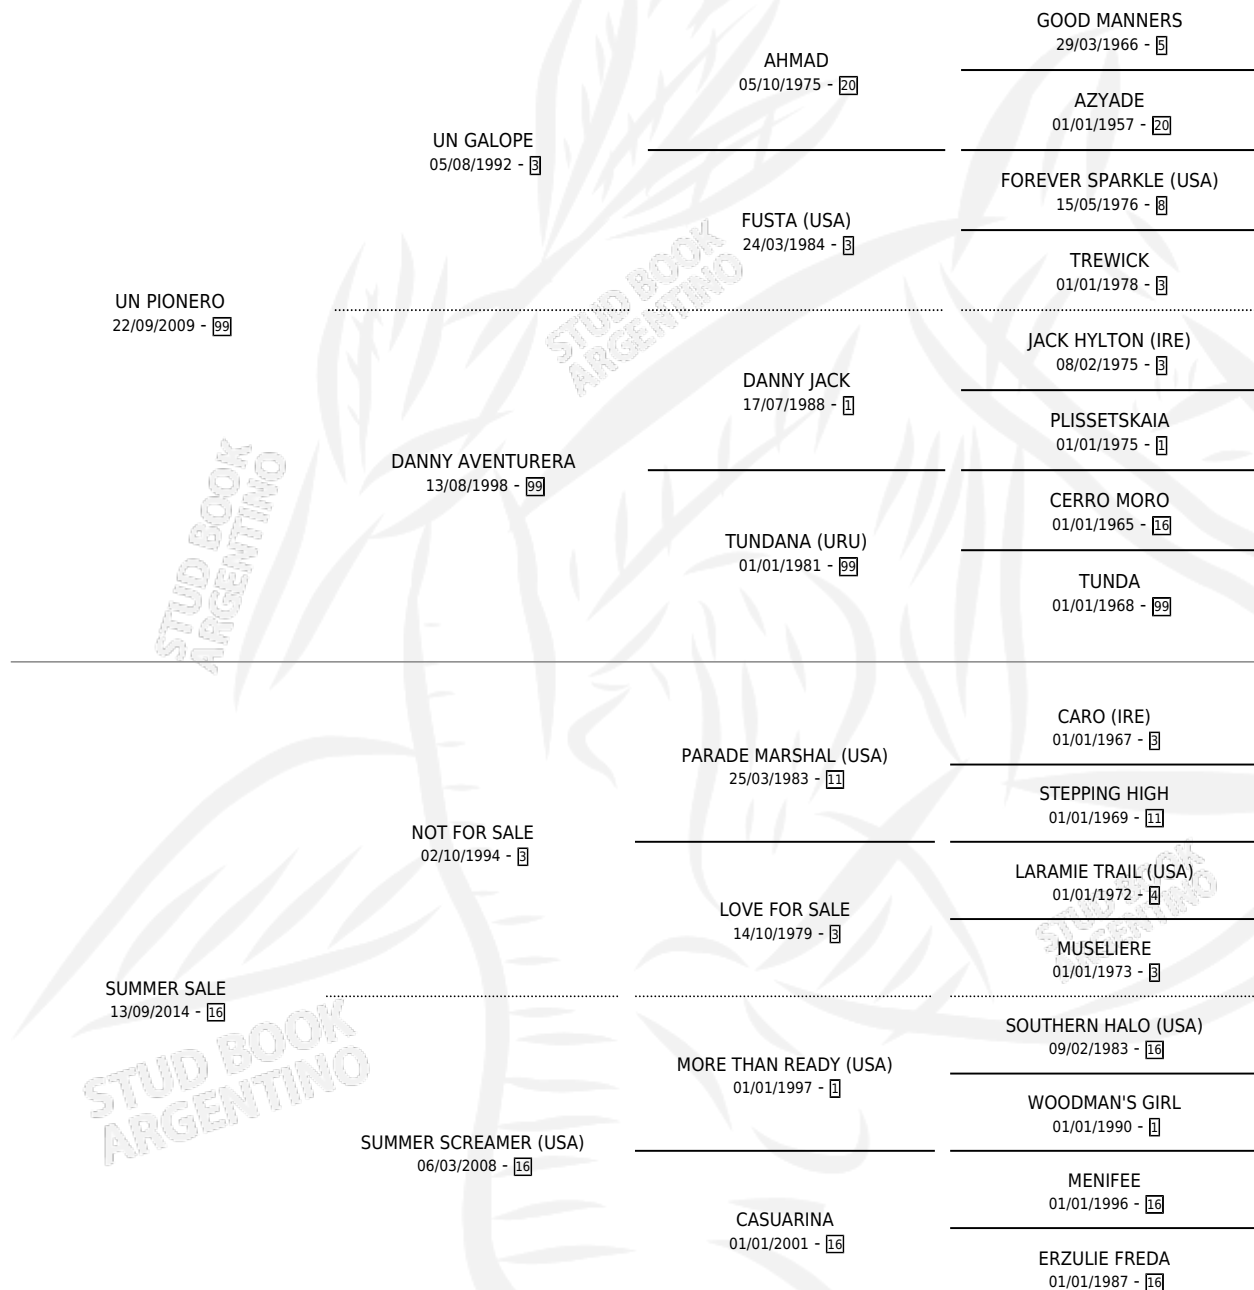 GOOD MANNERS
29/03/1966 - 5
AHMAD
05/10/1975 - 20
AZYADE
01/01/1957 - 20
UN GALOPE
05/08/1992 - 3
FOREVER SPARKLE (USA)
15/05/1976 - 8
FUSTA (USA)
24/03/1984 - 3
TREWICK
01/01/1978 - 3
UN PIONERO
22/09/2009 - 99
STUD BOOK
ARGENTINO
JACK HYLTON (IRE)
08/02/1975 - 3
DANNY JACK
17/07/1988 - 1
PLISSETSKAIA
01/01/1975 - 1
DANNY AVENTURERA
13/08/1998 - 99
CERRO MORO
01/01/1965 - 16
TUNDANA (URU)
01/01/1981 - 99
TUNDA
01/01/1968 - 99
STUD BOOK
ARGENTINO
CARO (IRE)
01/01/1967 - 3
PARADE MARSHAL (USA)
25/03/1983 - 11
STEPPING HIGH
01/01/1969 - 11
NOT FOR SALE
02/10/1994 - 3
LARAMIE TRAIL (USA)
01/01/1972 - 4
LOVE FOR SALE
14/10/1979 - 3
MUSELIERE
01/01/1973 - 3
STUD BOOK
ARGENTINO
SUMMER SALE
13/09/2014 - 16
SOUTHERN HALO (USA)
09/02/1983 - 16
MORE THAN READY (USA)
01/01/1997 - 1
WOODMAN'S GIRL
01/01/1990 - 1
STUD BOOK
ARGENTINO
SUMMER SCREAMER (USA)
06/03/2008 - 16
MENIFEE
01/01/1996 - 16
CASUARINA
01/01/2001 - 16
ERZULIE FREDA
01/01/1987 - 16